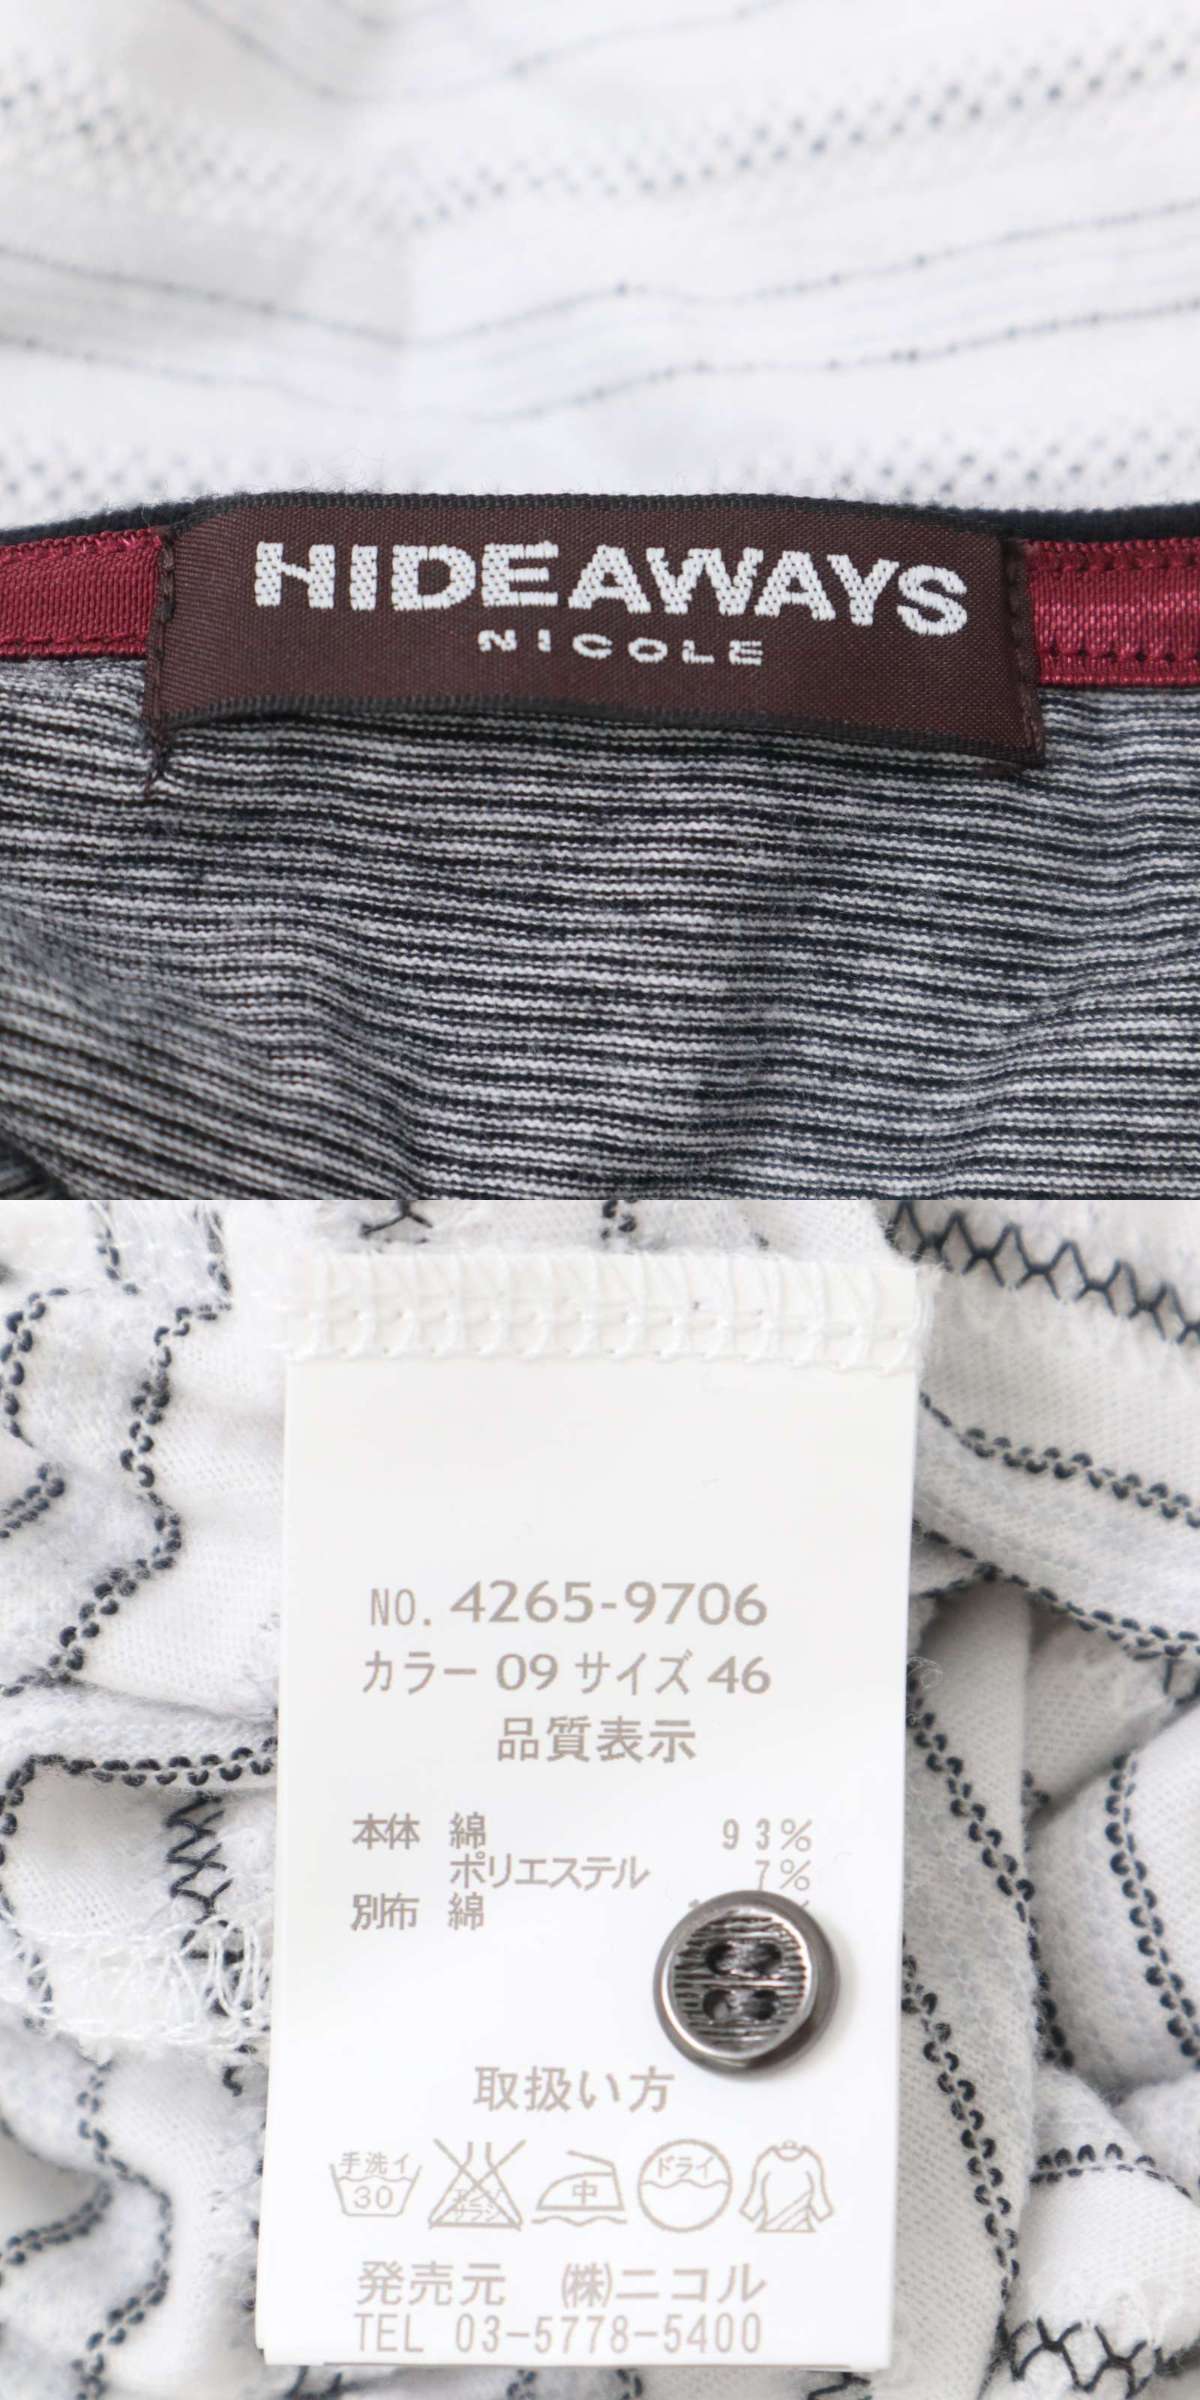 HIDEAWAYS
NICOLE
NO. 4265-9706
カラー 09 サイズ 46
品質表示
本体 綿 93%
ポリエステル 7%
別布 綿
取扱い方
手洗イ 30 中 ドライ
発売元 (株)ニコル
TEL 03-5778-5400